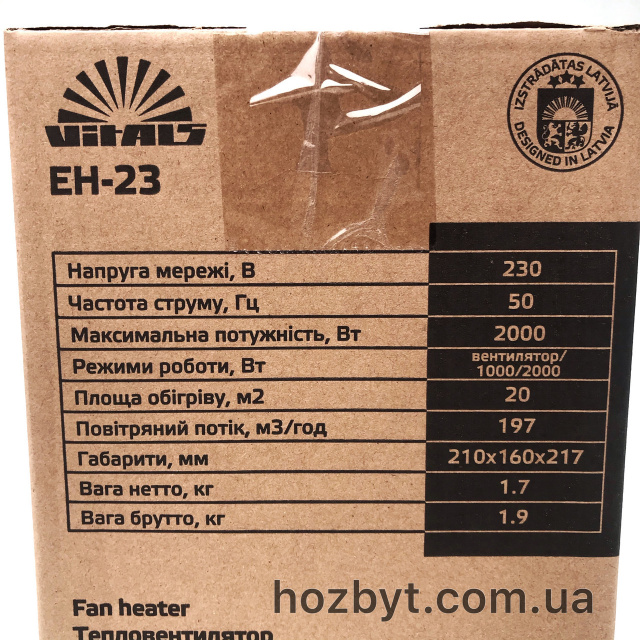 Vitals
EH-23
IZSTRĀDĀTAS LATVIJĀ
DESIGNED IN LATVIA
Напруга мережі, В 230
Частота струму, Гц 50
Максимальна потужність, Вт 2000
Режими роботи, Вт вентилятор/
1000/2000
Площа обігріву, м2 20
Повітряний потік, м3/год 197
Габарити, мм 210x160x217
Вага нетто, кг 1.7
Вага брутто, кг 1.9
Fan heater
Тепловентилятор
hozbyt.com.ua